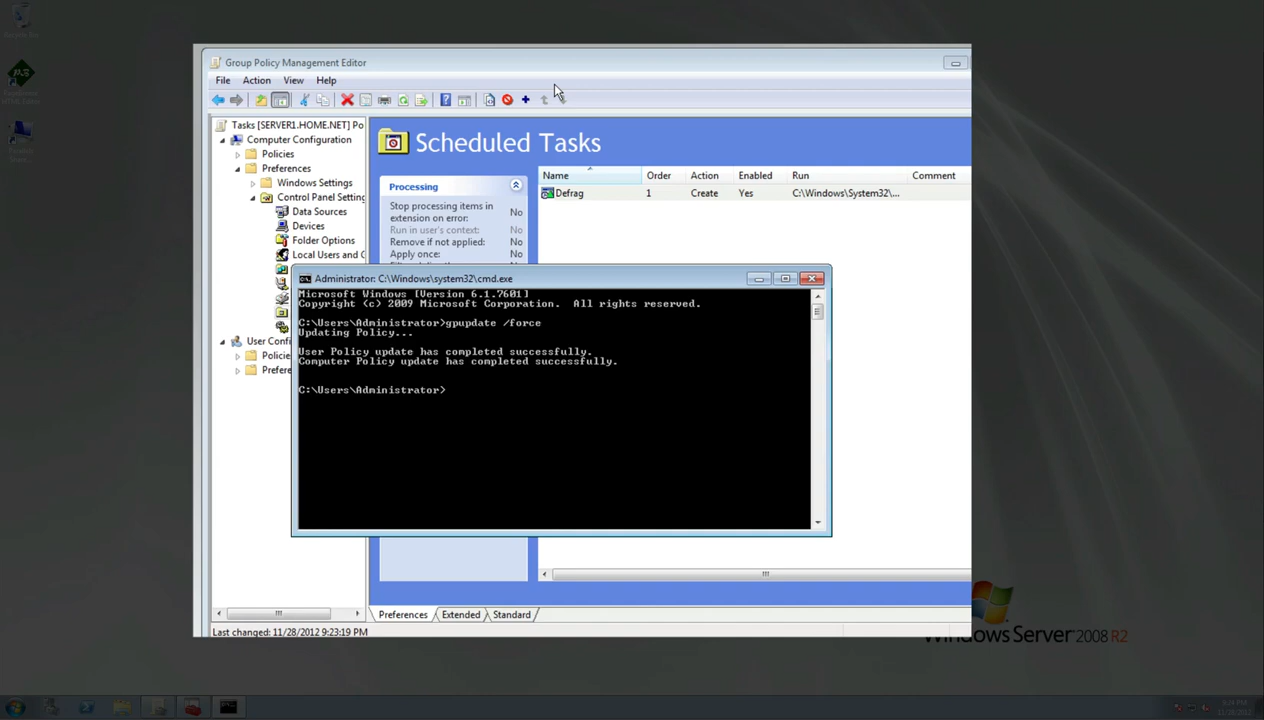 Group Policy Management Editor
File Action View Help
Tasks [SERVER1.HOME.NET] Po
Computer Configuration
Policies
Preferences
Windows Settings
Control Panel Setting
Data Sources
Devices
Folder Options
Local Users and G
User Confi
Policie
Prefere
Scheduled Tasks
Processing
Stop processing items in extension on error: No
Run in user's context: No
Remove if not applied: No
Apply once: No
Name Order Action Enabled Run Comment
Defrag 1 Create Yes C:\Windows\System32\...
Administrator: C:\Windows\system32\cmd.exe
Microsoft Windows [Version 6.1.7601]
Copyright (c) 2009 Microsoft Corporation. All rights reserved.
C:\Users\Administrator>gpupdate /force
Updating Policy...
User Policy update has completed successfully.
Computer Policy update has completed successfully.
C:\Users\Administrator>
Preferences Extended Standard
Last changed: 11/28/2012 9:23:19 PM
Windows Server 2008 R2